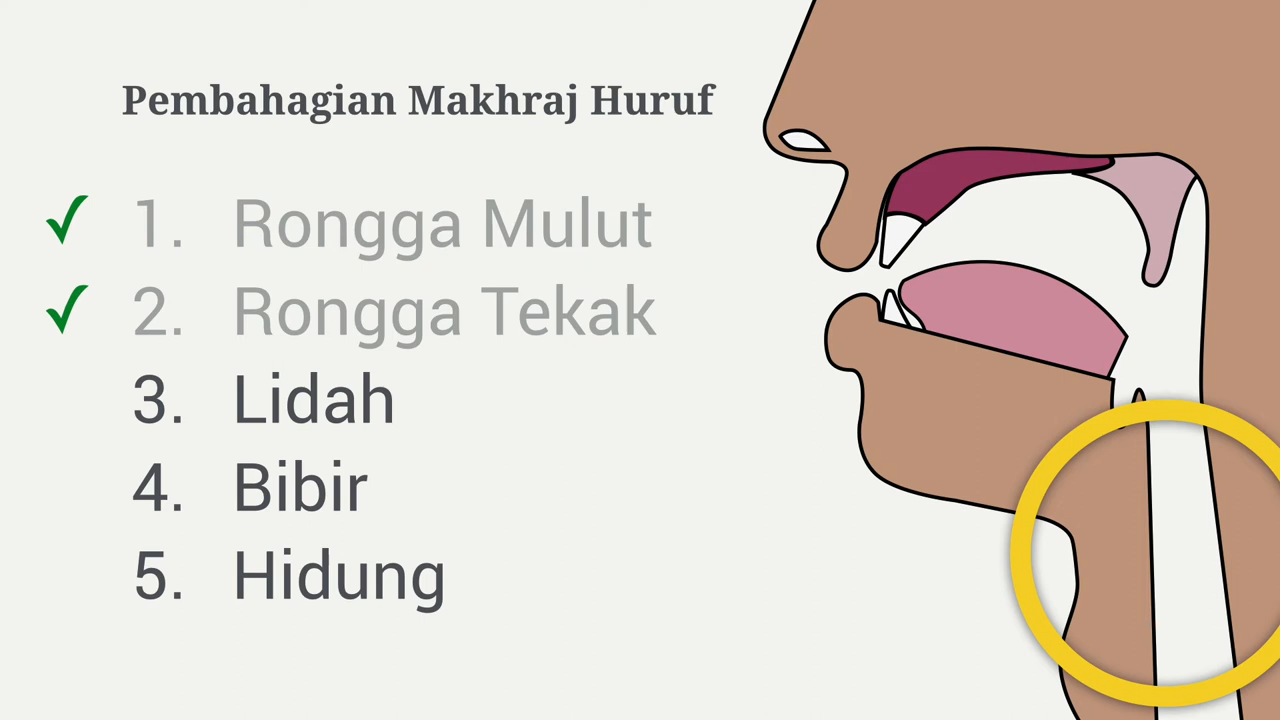 Pembahagian Makhraj Huruf
1. Rongga Mulut
2. Rongga Tekak
3. Lidah
4. Bibir
5. Hidung